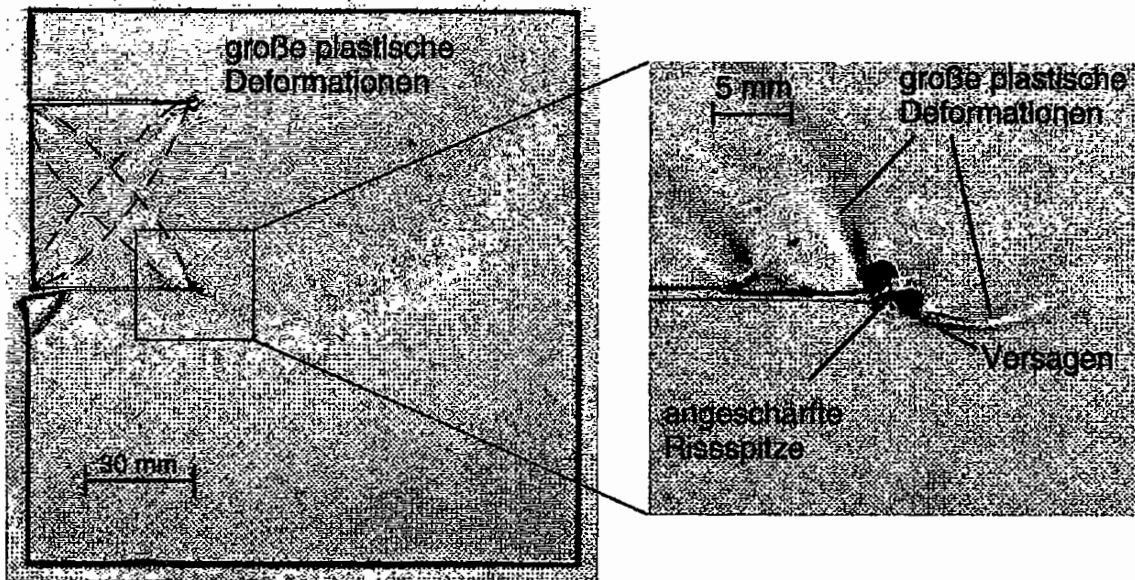 große plastische
Deformationen
30 mm
5 mm
große plastische
Deformationen
Versagen
angeschärfte
Rissspitze